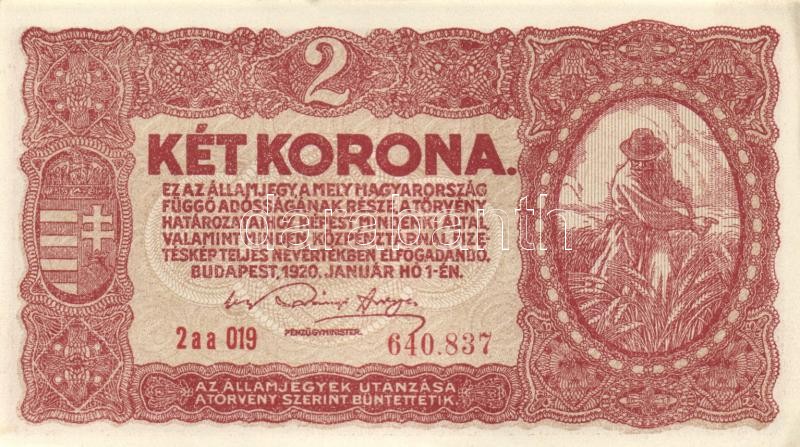 2
KÉT KORONA.
EZ AZ ÁLLAMJEGY, A MELY MAGYARORSZÁG
FÜGGŐ ADÓSSÁGÁNAK RÉSZE, A TÖRVÉNY
HATÁROZATAIHOZ KÉPEST MINDENKI ÁLTAL,
VALAMINT MINDEN KÖZPÉNZTÁRNÁL FIZE-
TÉSKÉP TELJES NÉVÉRTÉKBEN ELFOGADANDÓ.
BUDAPEST, 1920. JANUÁR HÓ 1-ÉN.
PÉNZÜGYMINISTER.
2aa 019 640.837
AZ ÁLLAMJEGYEK UTÁNZÁSA
A TÖRVÉNY SZERINT BÜNTETTETIK.
darabanth